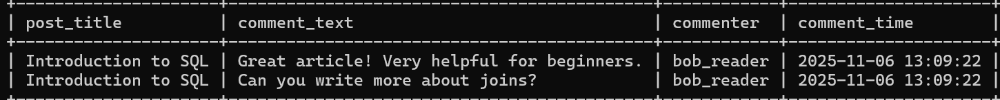 | post_title | comment_text | commenter | comment_time |
| Introduction to SQL | Great article! Very helpful for beginners. | bob_reader | 2025-11-06 13:09:22 |
| Introduction to SQL | Can you write more about joins? | bob_reader | 2025-11-06 13:09:22 |